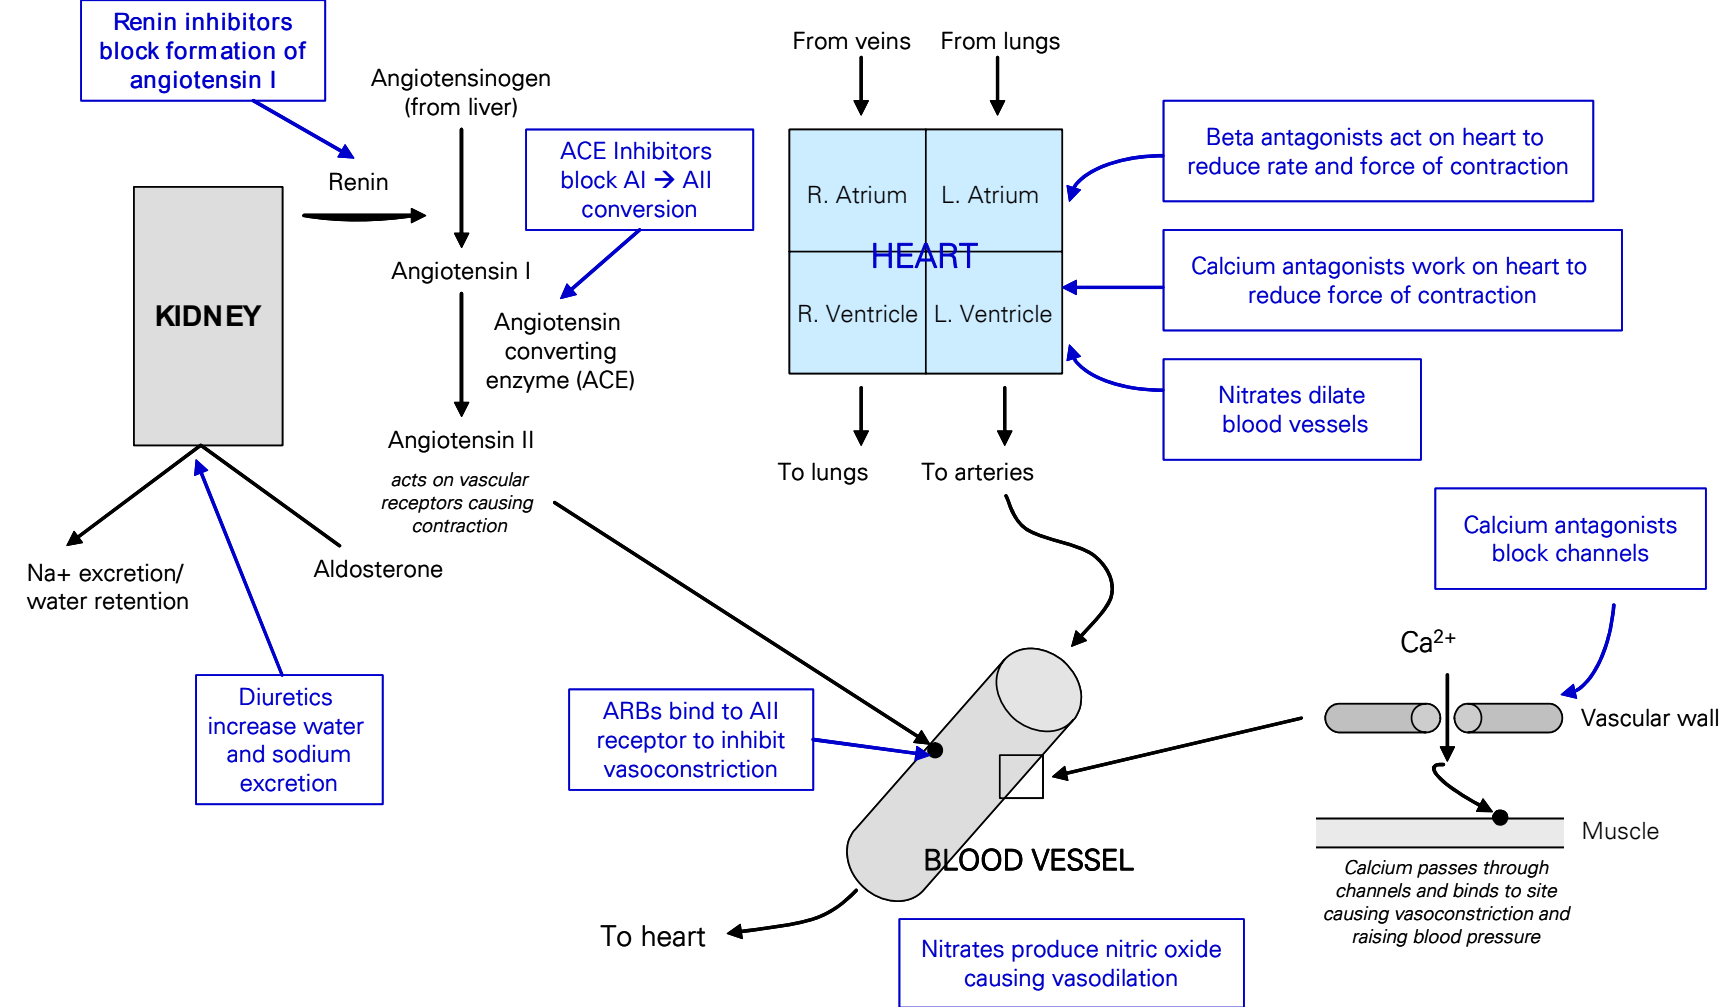 Renin inhibitors
block formation of
angiotensin I
Angiotensinogen
(from liver)
Renin
ACE Inhibitors
block AI → AII
conversion
KIDNEY
Angiotensin I
Angiotensin
converting
enzyme (ACE)
Angiotensin II
acts on vascular
receptors causing
contraction
Na+ excretion/
water retention
Aldosterone
Diuretics
increase water
and sodium
excretion
From veins
From lungs
R. Atrium
L. Atrium
HEART
R. Ventricle
L. Ventricle
To lungs
To arteries
Beta antagonists act on heart to
reduce rate and force of contraction
Calcium antagonists work on heart to
reduce force of contraction
Nitrates dilate
blood vessels
Calcium antagonists
block channels
Ca2+
Vascular wall
Muscle
Calcium passes through
channels and binds to site
causing vasoconstriction and
raising blood pressure
ARBs bind to AII
receptor to inhibit
vasoconstriction
BLOOD VESSEL
To heart
Nitrates produce nitric oxide
causing vasodilation